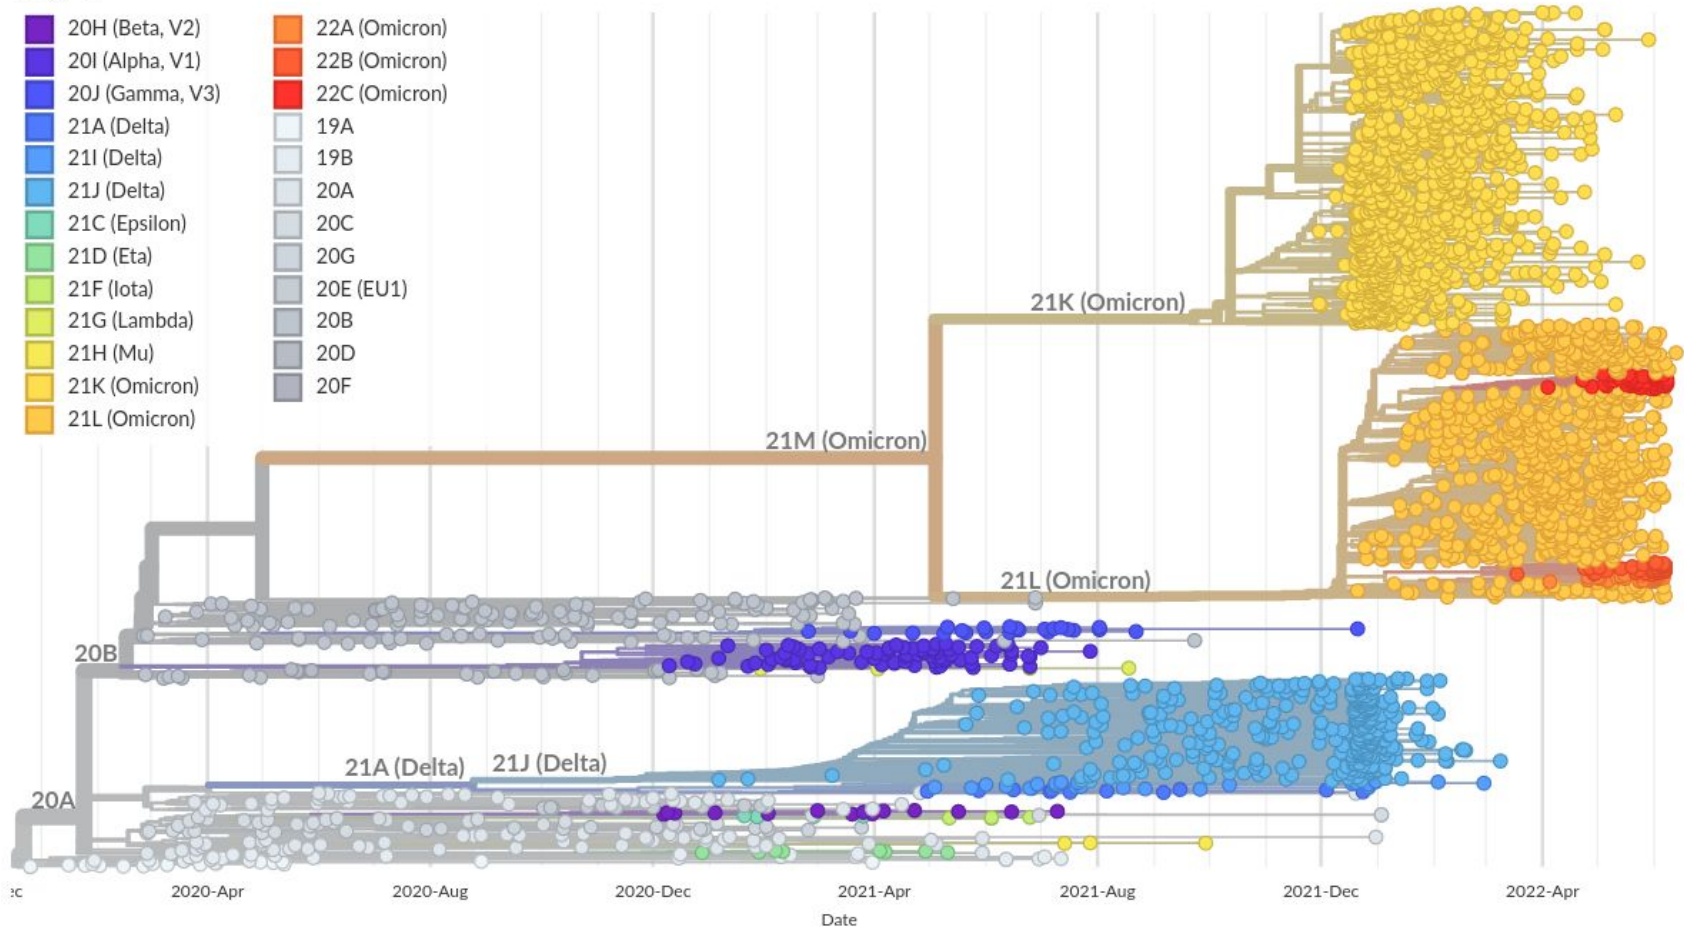 20H (Beta, V2)
20I (Alpha, V1)
20J (Gamma, V3)
21A (Delta)
21I (Delta)
21J (Delta)
21C (Epsilon)
21D (Eta)
21F (Iota)
21G (Lambda)
21H (Mu)
21K (Omicron)
21L (Omicron)
22A (Omicron)
22B (Omicron)
22C (Omicron)
19A
19B
20A
20C
20G
20E (EU1)
20B
20D
20F
21K (Omicron)
21M (Omicron)
21L (Omicron)
20B
21A (Delta)
21J (Delta)
20A
ec
2020-Apr
2020-Aug
2020-Dec
2021-Apr
2021-Aug
2021-Dec
2022-Apr
Date